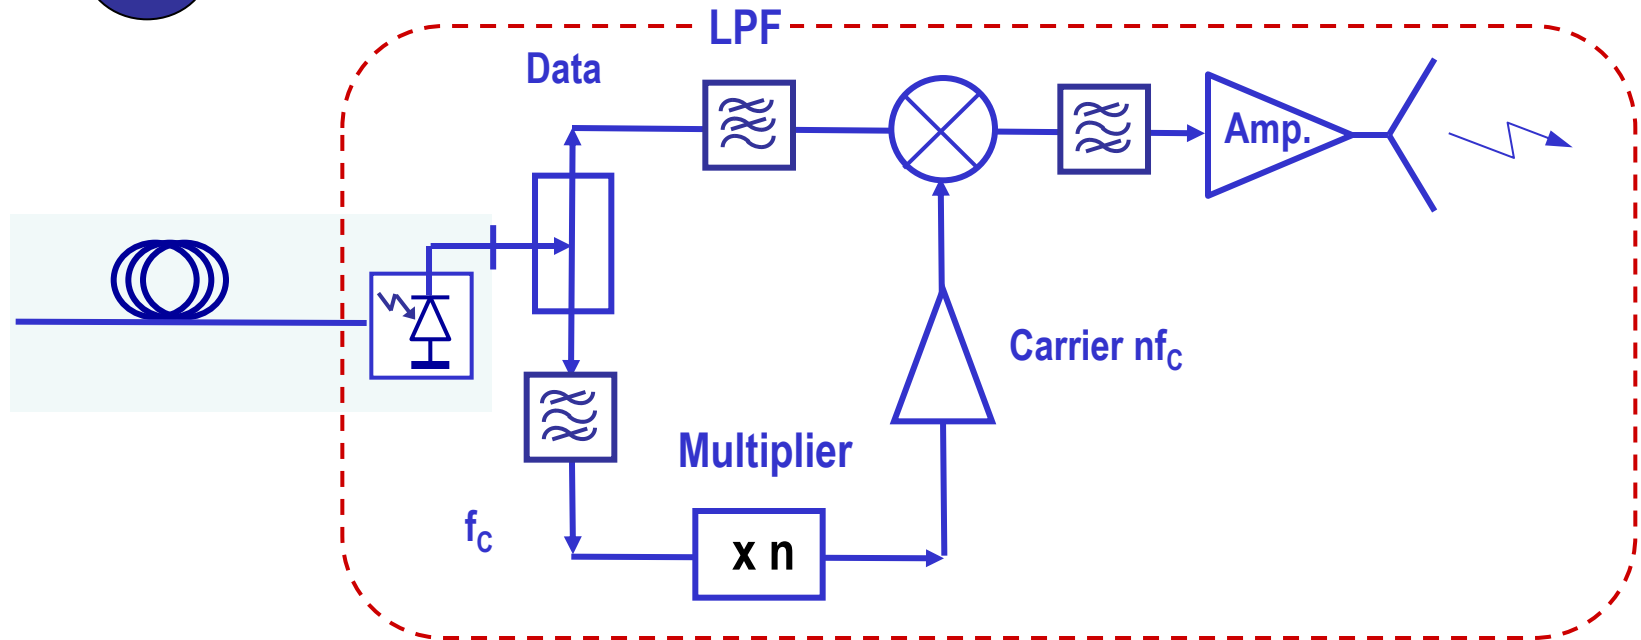 LPF
Data
Amp.
Carrier nfC
Multiplier
fC
x n